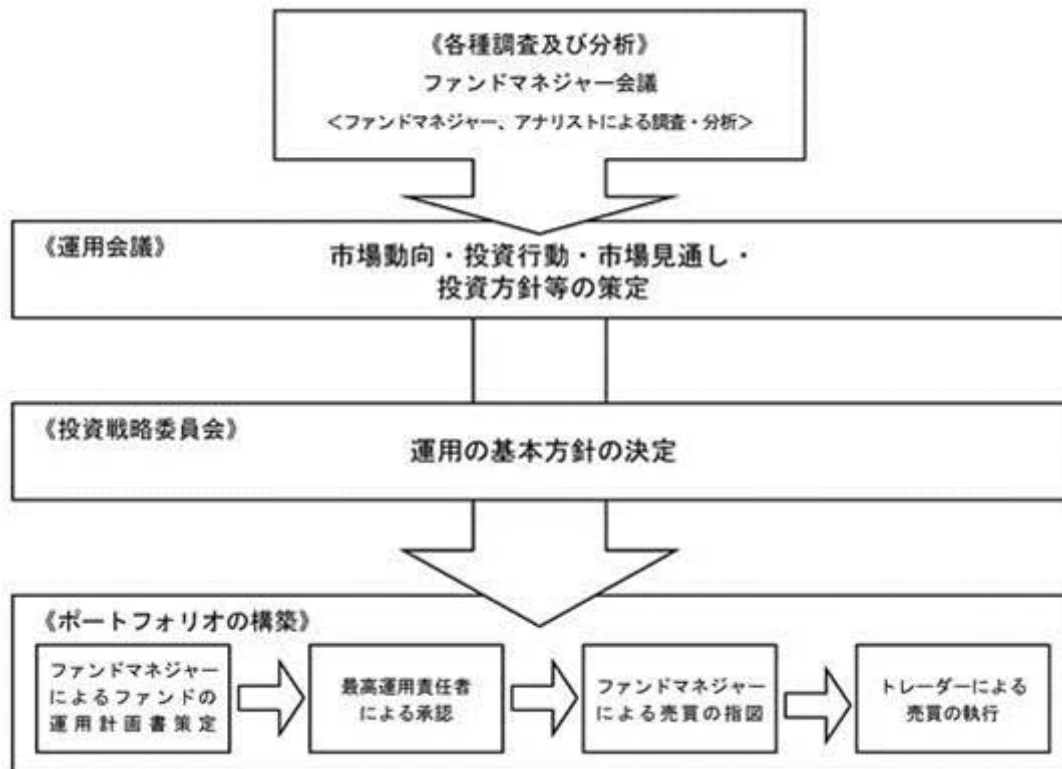 《各種調査及び分析》
ファンドマネジャー会議
<ファンドマネジャー、アナリストによる調査・分析>
《運用会議》
市場動向・投資行動・市場見通し・
投資方針等の策定
《投資戦略委員会》
運用の基本方針の決定
《ポートフォリオの構築》
ファンドマネジャー
によるファンドの
運用計画書策定
最高運用責任者
による承認
ファンドマネジャー
による売買の指図
トレーダーによる
売買の執行